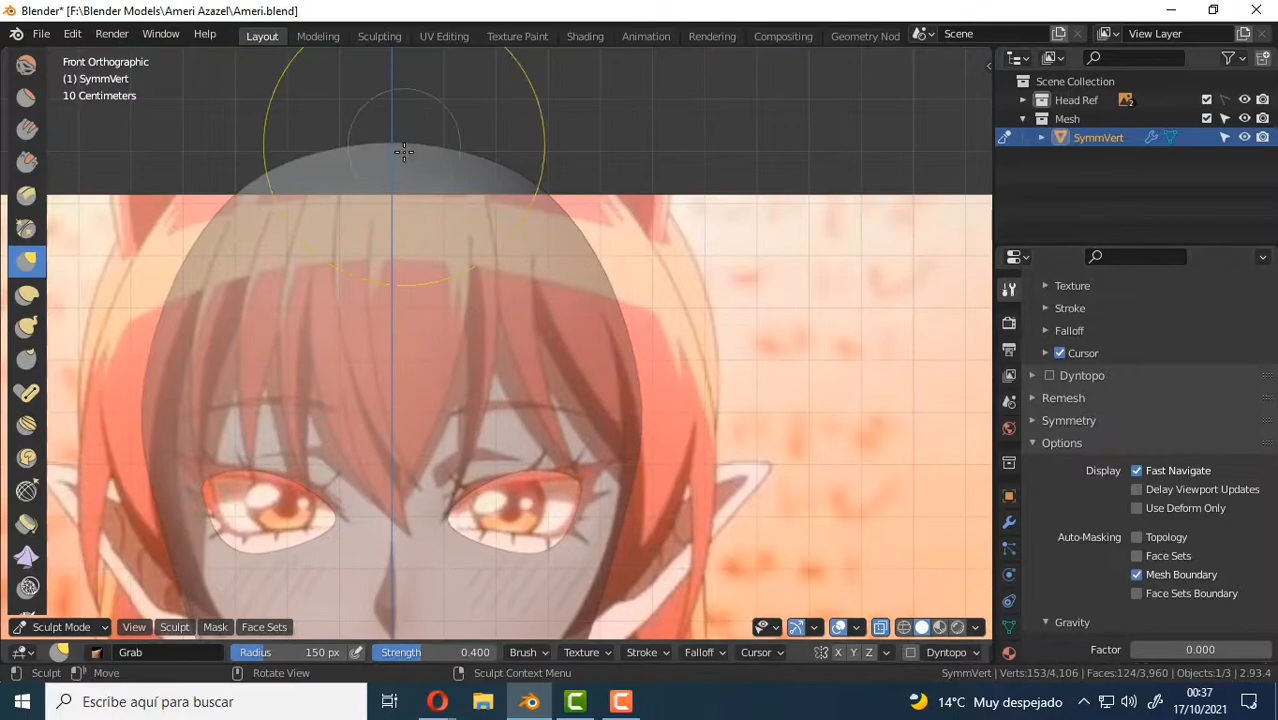 Blender* [F:\Blender Models\Ameri Azazel\Ameri.blend]
File Edit Render Window Help Layout Modeling Sculpting UV Editing Texture Paint Shading Animation Rendering Compositing Geometry Nod Scene View Layer
Front Orthographic
(1) SymmVert
10 Centimeters
Scene Collection
Head Ref 2
Mesh
SymmVert
Texture
Stroke
Falloff
Cursor
Dyntopo
Remesh
Symmetry
Options
Display Fast Navigate
Delay Viewport Updates
Use Deform Only
Auto-Masking: Topology
Face Sets
Mesh Boundary
Face Sets Boundary
Gravity
Factor 0.000
Sculpt Mode View Sculpt Mask Face Sets
Grab Radius 150 px Strength 0.400 Brush Texture Stroke Falloff Cursor X Y Z Dyntopo
Sculpt Move Rotate View Sculpt Context Menu SymmVert | Verts:153/4,106 | Faces:124/3,960 | Objects:1/3 | 2.93.4
Escribe aquí para buscar 14°C Muy despejado 00:37
17/10/2021